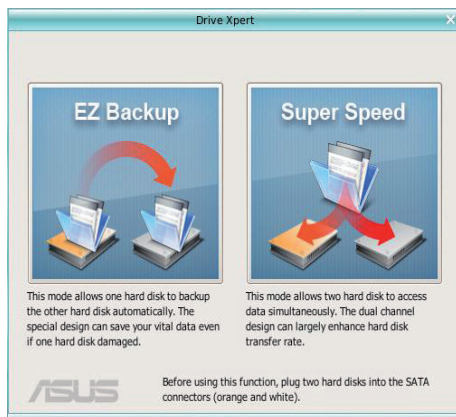 Drive Xpert
EZ Backup
Super Speed
This mode allows one hard disk to backup
the other hard disk automatically. The
special design can save your vital data even
if one hard disk damaged.
This mode allows two hard disk to access
data simultaneously. The dual channel
design can largely enhance hard disk
transfer rate.
ASUS
Before using this function, plug two hard disks into the SATA
connectors (orange and white).